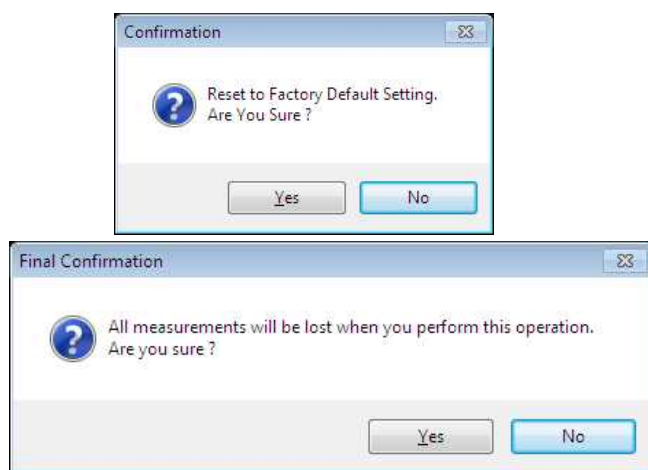 Confirmation
Reset to Factory Default Setting.
Are You Sure ?
Yes No
Final Confirmation
All measurements will be lost when you perform this operation.
Are you sure ?
Yes No